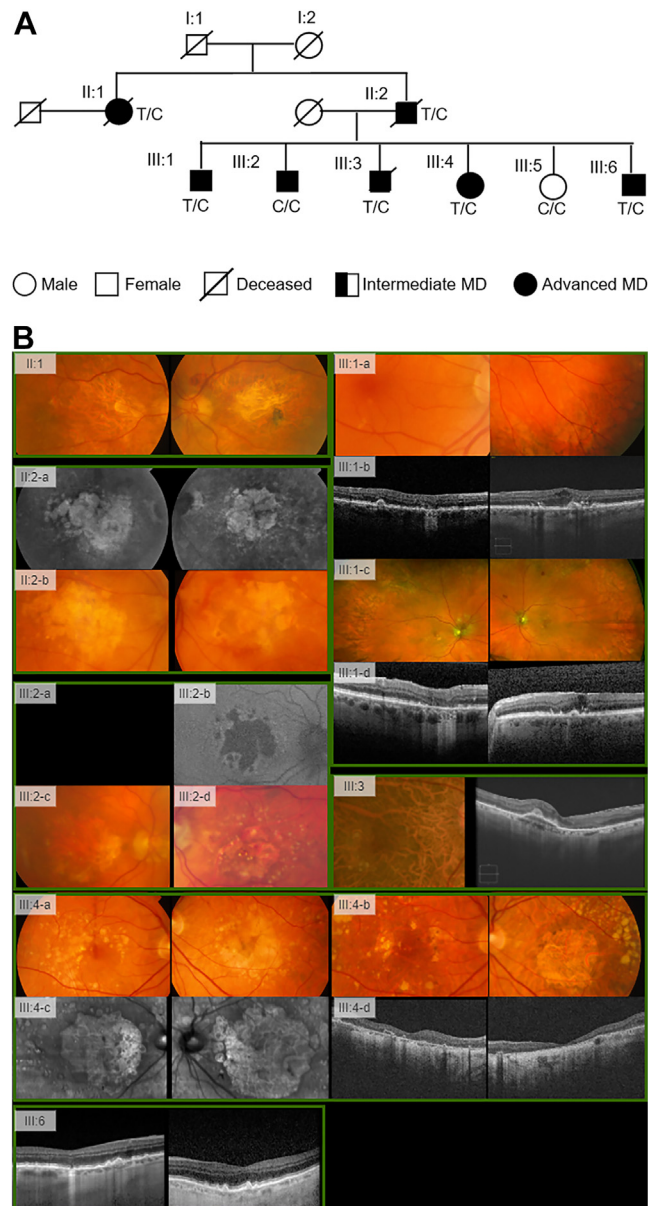 A
I:1 I:2
II:1 II:2
T/C T/C
III:1 III:2 III:3 III:4 III:5 III:6
T/C C/C T/C T/C C/C T/C
Male Female Deceased Intermediate MD Advanced MD
B
II:1 III:1-a
III:1-b
II:2-a
III:1-c
II:2-b
III:1-d
III:2-a III:2-b
III:3
III:2-c III:2-d
III:4-a III:4-b
III:4-c III:4-d
III:6